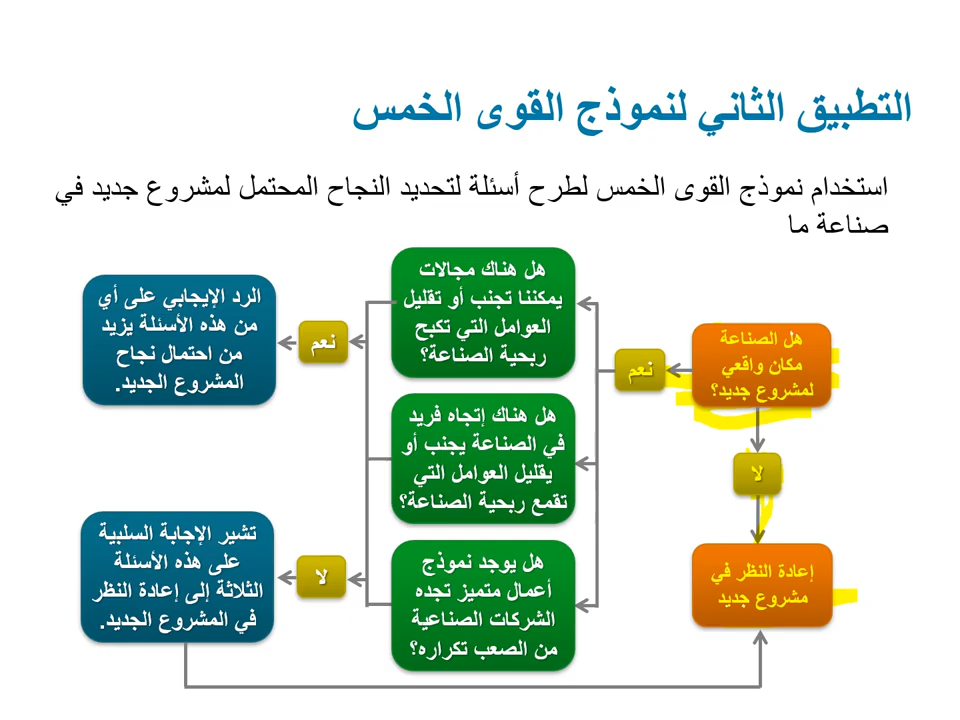 التطبيق الثاني لنموذج القوى الخمس
استخدام نموذج القوى الخمس لطرح أسئلة لتحديد النجاح المحتمل لمشروع جديد في
صناعة ما
هل الصناعة
مكان واقعي
لمشروع جديد؟
نعم
لا
إعادة النظر في
مشروع جديد
هل هناك مجالات
يمكننا تجنب أو تقليل
العوامل التي تكبح
ربحية الصناعة؟
هل هناك إتجاه فريد
في الصناعة يجنب أو
يقليل العوامل التي
تقمع ربحية الصناعة؟
هل يوجد نموذج
أعمال متميز تجده
الشركات الصناعية
من الصعب تكراره؟
نعم
لا
الرد الإيجابي على أي
من هذه الأسئلة يزيد
من احتمال نجاح
المشروع الجديد.
تشير الإجابة السلبية
على هذه الأسئلة
الثلاثة إلى إعادة النظر
في المشروع الجديد.